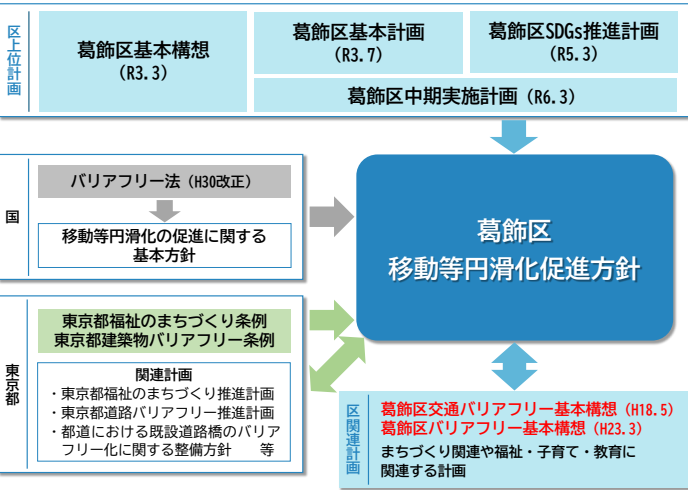 区上位計画
葛飾区基本構想
（R3.3）
葛飾区基本計画
（R3.7）
葛飾区SDGs推進計画
（R5.3）
葛飾区中期実施計画（R6.3）
国
バリアフリー法（H30改正）
移動等円滑化の促進に関する
基本方針
葛飾区
移動等円滑化促進方針
東京都
東京都福祉のまちづくり条例
東京都建築物バリアフリー条例
関連計画
・東京都福祉のまちづくり推進計画
・東京都道路バリアフリー推進計画
・都道における既設道路橋のバリア
フリー化に関する整備方針　等
区関連計画
葛飾区交通バリアフリー基本構想（H18.5）
葛飾区バリアフリー基本構想（H23.3）
まちづくり関連や福祉・子育て・教育に
関連する計画